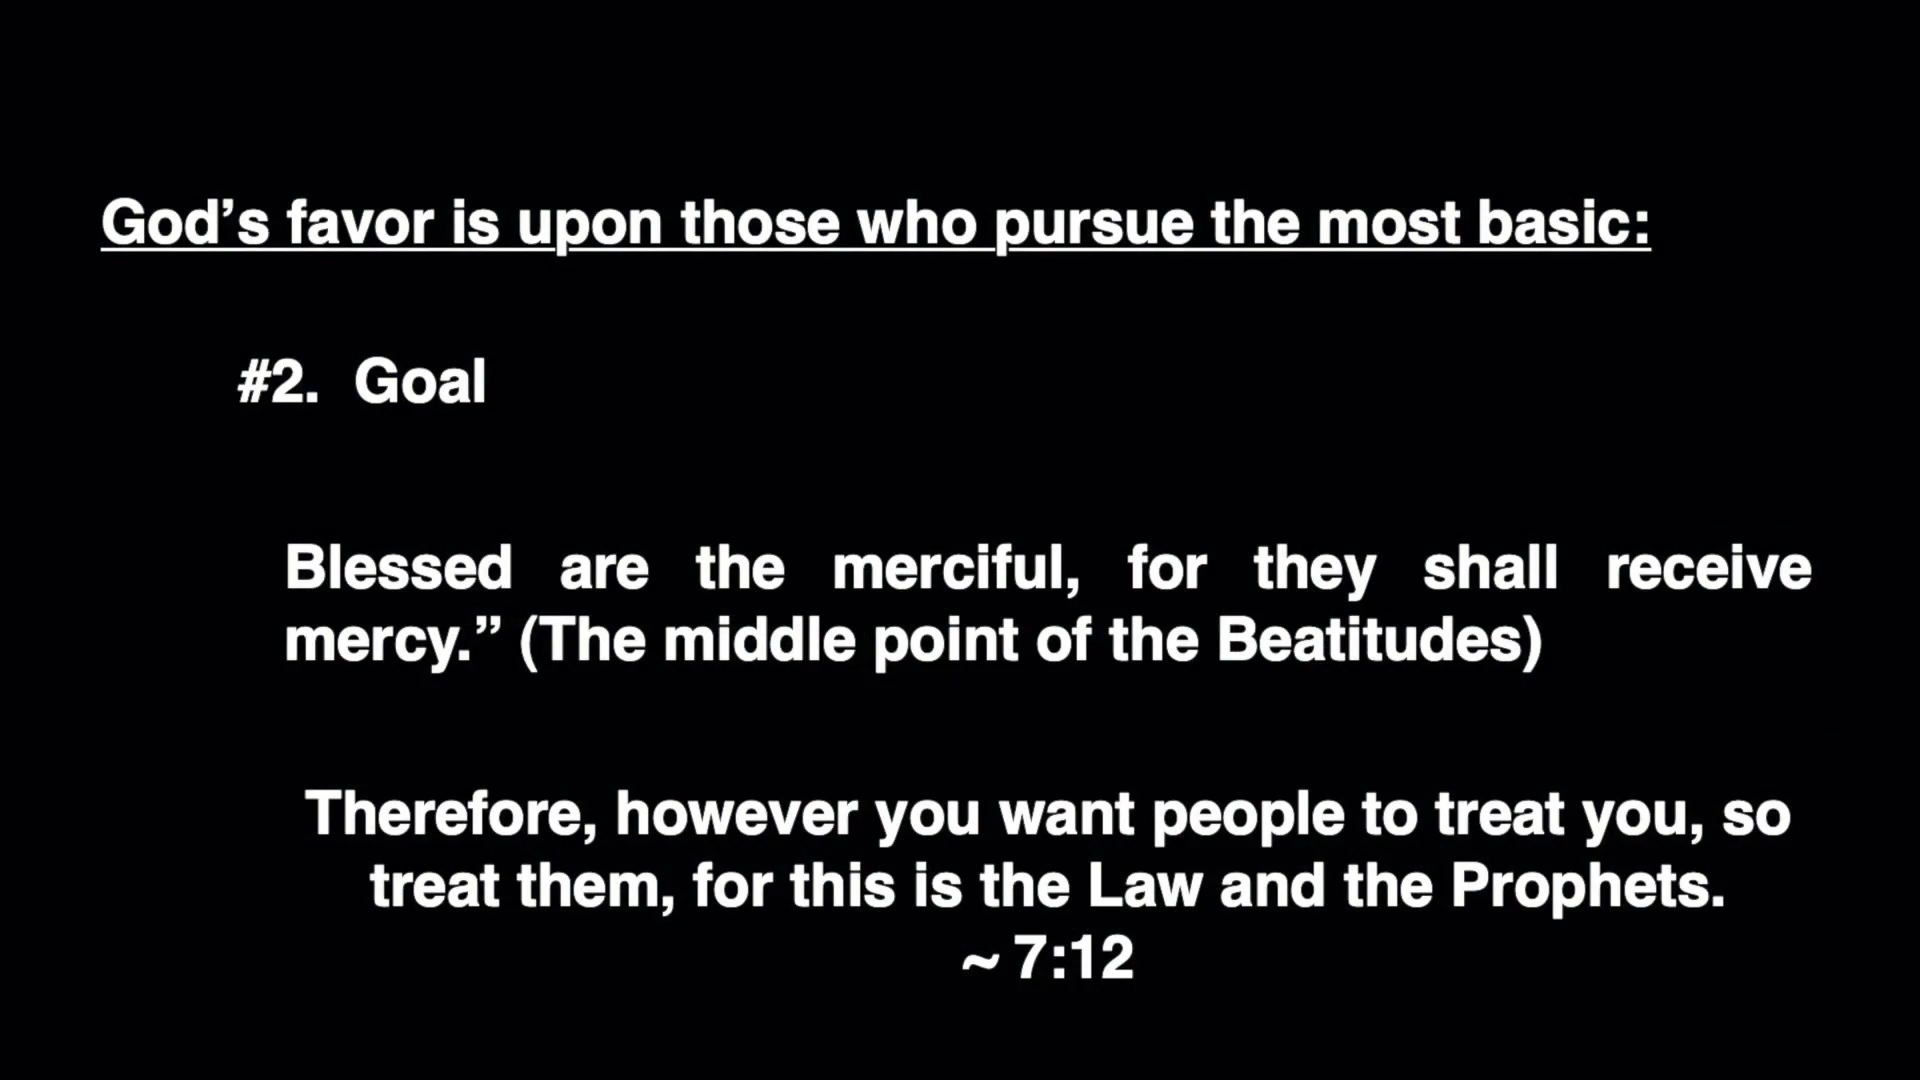 God’s favor is upon those who pursue the most basic:
#2. Goal
Blessed are the merciful, for they shall receive
mercy.” (The middle point of the Beatitudes)
Therefore, however you want people to treat you, so
treat them, for this is the Law and the Prophets.
~ 7:12